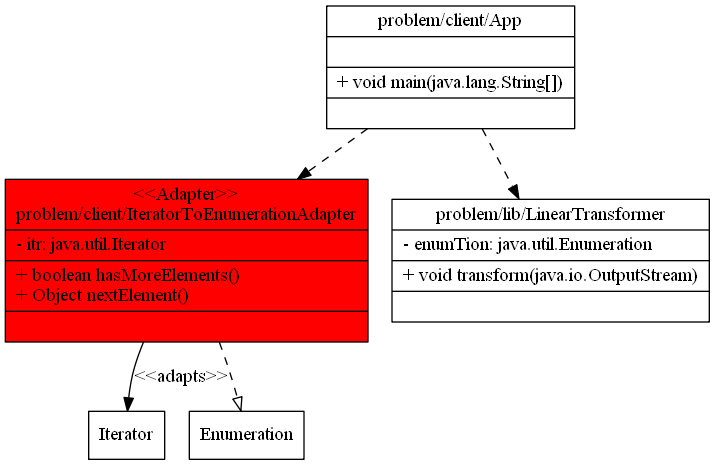 problem/client/App
+ void main(java.lang.String[])
<<Adapter>>
problem/client/IteratorToEnumerationAdapter
- itr: java.util.Iterator
+ boolean hasMoreElements()
+ Object nextElement()
problem/lib/LinearTransformer
- enumTion: java.util.Enumeration
+ void transform(java.io.OutputStream)
<<adapts>>
Iterator
Enumeration